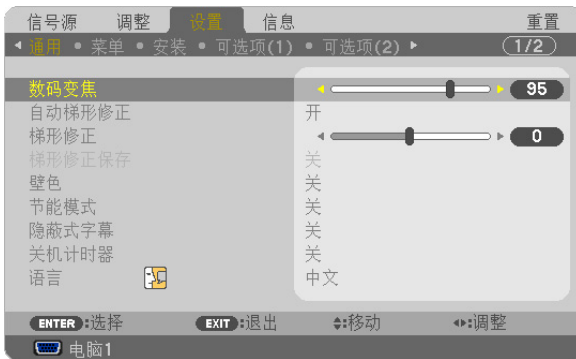 信号源 调整 设置 信息 重置
通用 • 菜单 • 安装 • 可选项(1) • 可选项(2) 1/2
数码变焦 95
自动梯形修正 开
梯形修正 0
梯形修正保存 关
壁色 关
节能模式 关
隐蔽式字幕 关
关机计时器 关
语言 中文
ENTER :选择 EXIT :退出 :移动 :调整
电脑1